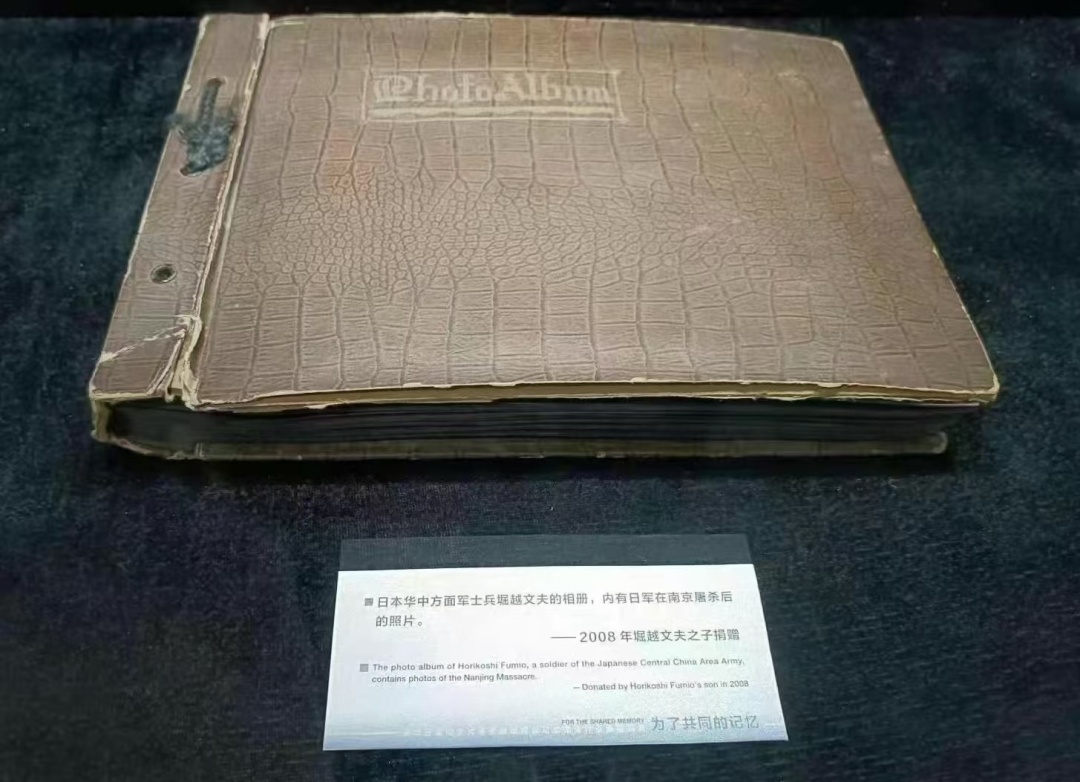 Photo Album
■ 日本华中方面军士兵堀越文夫的相册，内有日军在南京屠杀后
的照片。
—— 2008 年堀越文夫之子捐赠
■ The photo album of Horikoshi Fumio, a soldier of the Japanese Central China Area Army,
contains photos of the Nanjing Massacre.
— Donated by Horikoshi Fumio's son in 2008
FOR THE SHARED MEMORY 为了共同的记忆